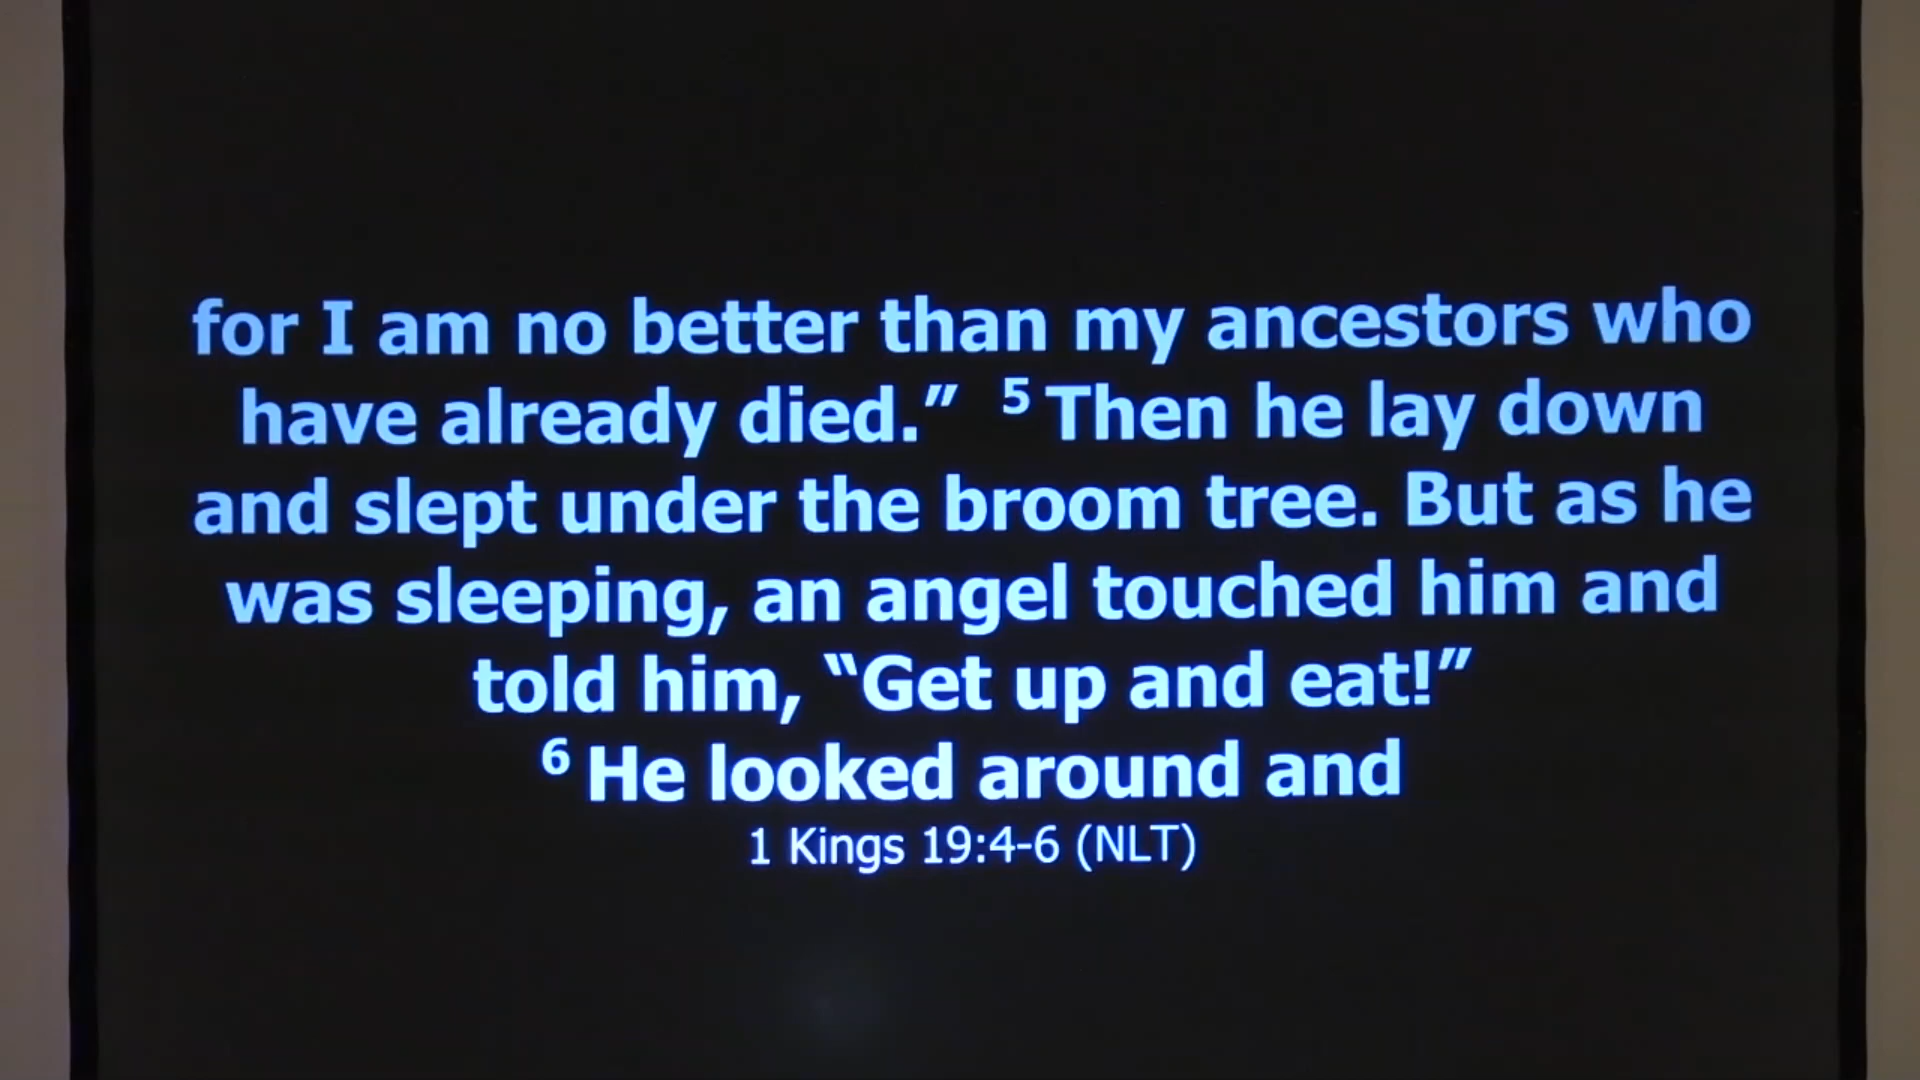 for I am no better than my ancestors who
have already died.” ⁵ Then he lay down
and slept under the broom tree. But as he
was sleeping, an angel touched him and
told him, “Get up and eat!”
⁶ He looked around and
1 Kings 19:4-6 (NLT)